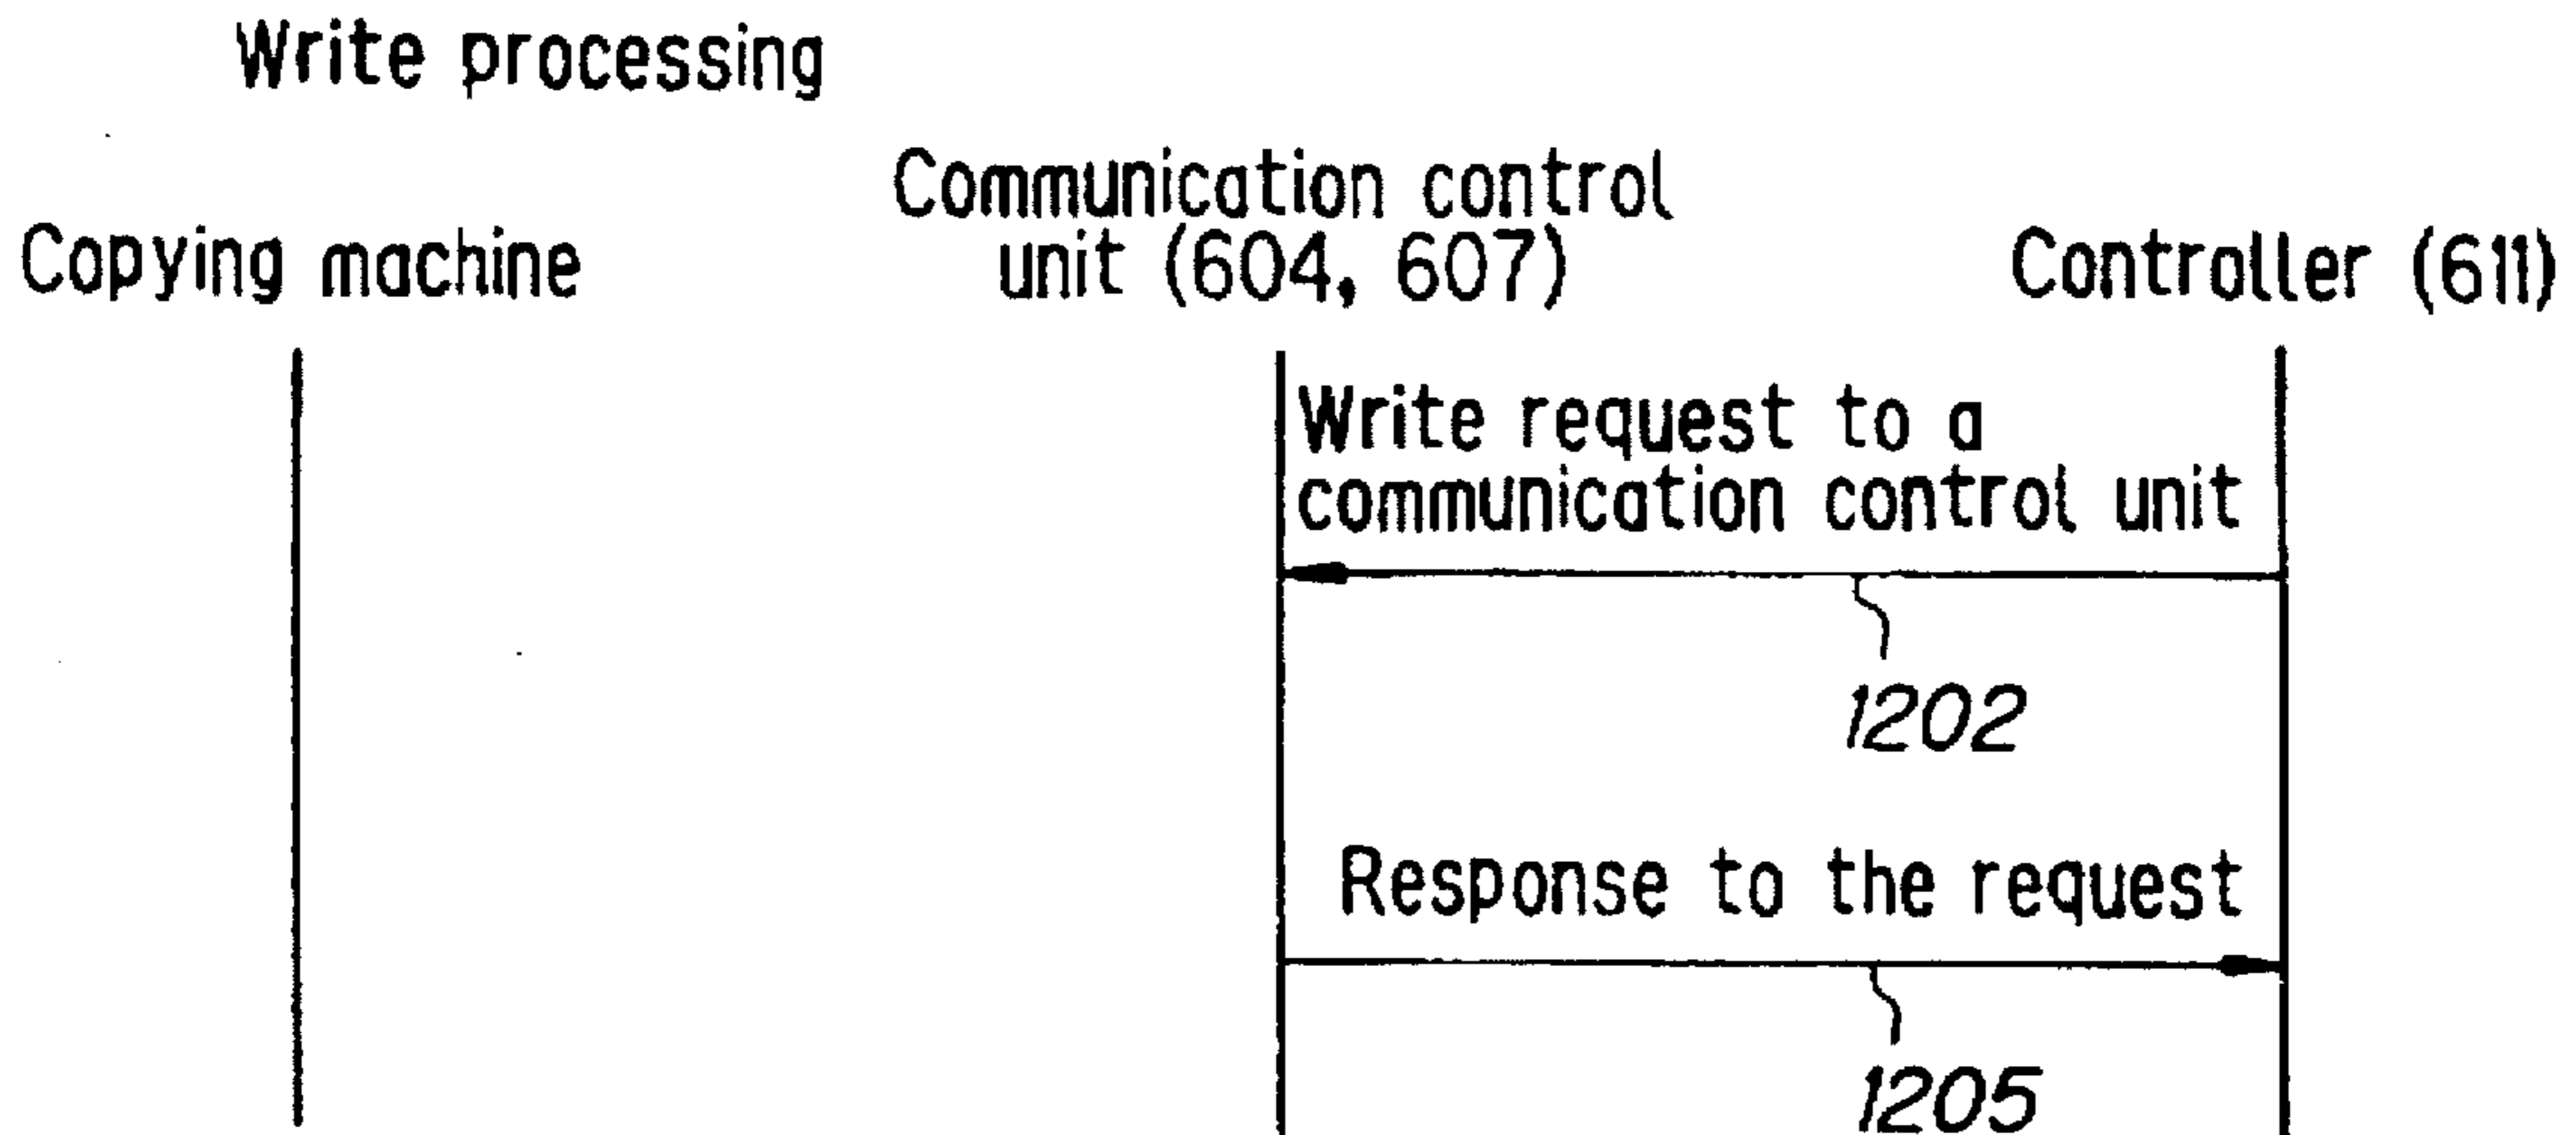 Write processing
Communication control
unit (604, 607)
Copying machine
Controller (611)
Write request to a
communication control unit
1202
Response to the request
1205